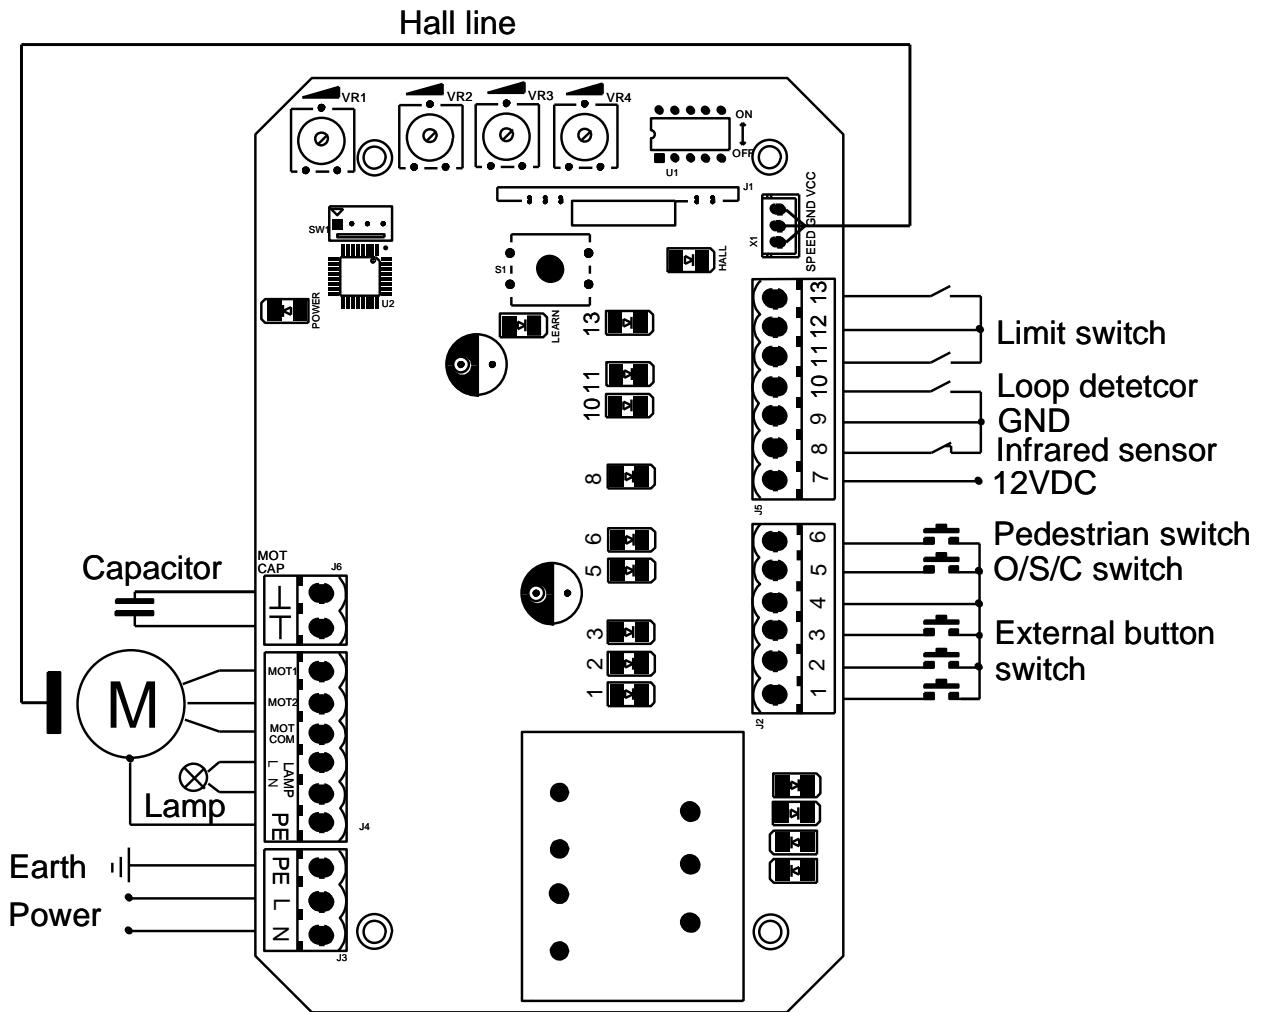 Hall line
VR1
VR2
VR3
VR4
ON
OFF
U1
J1
SW1
U2
S1
X1
SPEED GND VCC
HALL
POWER
LEARN
13
11
10
8
6
5
3
2
1
13
12
11
10
9
8
7
J5
6
5
4
3
2
1
J2
Limit switch
Loop detetcor
GND
Infrared sensor
12VDC
Pedestrian switch
O/S/C switch
External button
switch
MOT
CAP
J6
Capacitor
M
MOT1
MOT2
MOT
COM
L
N
LAMP
PE
J4
Lamp
Earth
Power
PE
L
N
J3